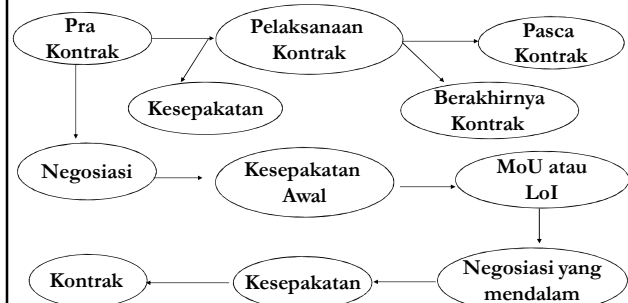 Pra
Kontrak
Pelaksanaan
Kontrak
Pasca
Kontrak
Kesepakatan
Berakhirnya
Kontrak
Negosiasi
Kesepakatan
Awal
MoU atau
LoI
Kontrak
Kesepakatan
Negosiasi yang
mendalam